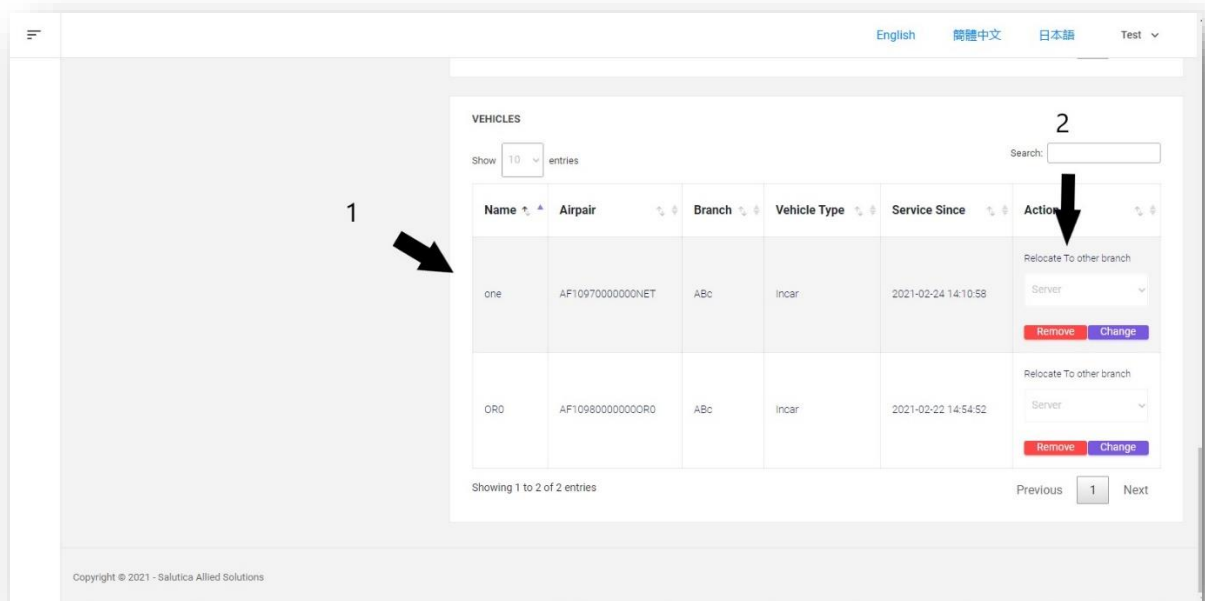 English 簡體中文 日本語 Test
VEHICLES
2
Show 10 entries
Search:
1
Name Airpair Branch Vehicle Type Service Since Action
Relocate To other branch
one AF10970000000NET ABc Incar 2021-02-24 14:10:58 Server
Remove Change
Relocate To other branch
OR0 AF10980000000OR0 ABc Incar 2021-02-22 14:54:52 Server
Remove Change
Showing 1 to 2 of 2 entries
Previous 1 Next
Copyright © 2021 - Salutica Allied Solutions